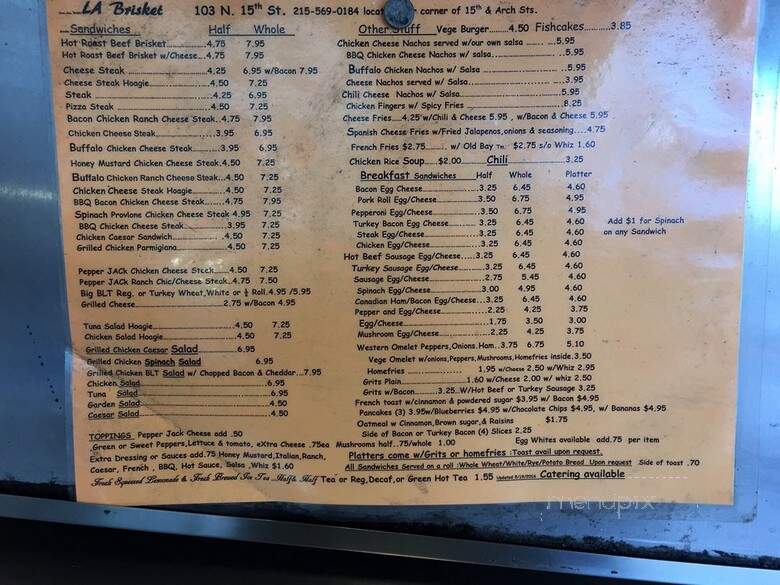 LA Brisket 103 N. 15th St. 215-569-0184 corner of 15th & Arch Sts.
Sandwiches Half Whole
Hot Roast Beef Brisket 4.75 7.95
Hot Roast Beef Brisket w/Cheese 4.75 7.95
Cheese Steak 4.25 6.95 w/Bacon 7.95
Cheese Steak Hoagie 4.50 7.25
Steak 4.25 6.95
Pizza Steak 4.50 7.25
Bacon Chicken Ranch Cheese Steak 4.75 7.95
Chicken Cheese Steak 3.95 6.95
Buffalo Chicken Cheese Steak 3.95 6.95
Honey Mustard Chicken Cheese Steak 4.50 7.25
Buffalo Chicken Ranch Cheese Steak 4.50 7.25
Chicken Cheese Steak Hoagie 4.50 7.25
BBQ Bacon Chicken Cheese Steak 4.75 7.95
Spinach Provlone Chicken Cheese Steak 4.95 7.25
BBQ Chicken Cheese Steak 3.95 7.25
Chicken Caesar Sandwich 4.50 7.25
Grilled Chicken Parmigiana 4.50 7.25
Pepper JACk Chicken Cheese Steek 4.50 7.25
Pepper JACk Ranch Chic/Cheese Steak 4.75 7.50
Big BLT Reg. or Turkey Wheat,White or ½ Roll 4.95 /5.95
Grilled Cheese 2.75 w/Bacon 4.95
Tuna Salad Hoagie 4.50 7.25
Chicken Salad Hoagie 4.50 7.25
Grilled Chicken Caesar Salad 6.95
Grilled Chicken Spinach Salad 6.95
Grilled Chicken BLT Salad w/ Chopped Bacon & Cheddar 7.95
Chicken Salad 6.95
Tuna Salad 6.95
Garden Salad 4.50
Caesar Salad 4.50
TOPPINGS Pepper Jack Cheese add .50
Green or Sweet Peppers,Lettuce & tomato, eXtra Cheese .75ea Mushrooms half..75/whole 1.00
Extra Dressing or Sauces add .75 Honey Mustard,Italian,Ranch,
Caesar, French , BBQ, Hot Sauce, Salsa ,Whiz $1.60
Fresh Squeezed Lemonade & Fresh Brewed Ice Tea ..Half& Half Tea or Reg,Decaf,or Green Hot Tea 1.55 Updated 5/18/2016 Catering available
Other Stuff Vege Burger 4.50 Fishcakes 3.85
Chicken Cheese Nachos served w/our own salsa 5.95
BBQ Chicken Cheese Nachos w/ salsa 5.95
Buffalo Chicken Nachos w/ Salsa 5.95
Cheese Nachos served w/ Salsa 3.95
Chili Cheese Nachos w/ Salsa 5.95
Chicken Fingers w/ Spicy Fries 8.25
Cheese Fries 4.25 w/Chili & Cheese 5.95 , w/Bacon & Cheese 5.95
Spanish Cheese Fries w/Fried Jalapenos,onions & seasoning 4.75
French Fries $2.75 w/ Old Bay Tm. $2.75 s/o Whiz 1.60
Chicken Rice Soup $2.00 Chili 3.25
Breakfast Sandwiches Half Whole Platter
Bacon Egg Cheese 3.25 6.45 4.60
Pork Roll Egg/Cheese 3.50 6.75 4.95
Pepperoni Egg/Cheese 3.50 6.75 4.95
Turkey Bacon Egg Cheese 3.25 6.45 4.60
Steak Egg/Cheese 3.25 6.45 4.60
Chicken Egg/Cheese 3.25 6.45 4.60
Hot Beef Sausage Egg/Cheese 3.25 6.45 4.60
Turkey Sausage Egg/Cheese 3.25 6.45 4.60
Sausage Egg/Cheese 2.75 5.45 4.60
Spinach Egg/Cheese 3.00 4.95 4.60
Canadian Ham/Bacon Egg/Cheese 3.25 6.45 4.60
Pepper and Egg/Cheese 2.25 4.25 3.75
Egg/Cheese 1.75 3.50 3.00
Mushroom Egg/Cheese 2.25 4.25 3.75
Western Omelet Peppers,Onions,Ham 3.75 6.75 5.10
Vege Omelet w/onions,Peppers,Mushrooms,Homefries inside 3.50
Homefries 1.95 w/Cheese 2.50 w/Whiz 2.95
Grits Plain 1.60 w/Cheese 2.00 w/ whiz 2.50
Grits w/Bacon 3.25 W/Hot Beef or Turkey Sausage 3.25
French toast w/cinnamon & powdered sugar $3.95 w/ Bacon $4.95
Pancakes (3) 3.95w/Blueberries $4.95 w/Chocolate Chips $4.95, w/ Bananas $4.95
Oatmeal w Cinnamon,Brown sugar,& Raisins $1.75
Side of Bacon or Turkey Bacon (4) Slices 2.25
Egg Whites available add.75 per item
Platters come w/Grits or homefries :Toast avail upon request.
All Sandwiches Served on a roll :Whole Wheat/White/Rye/Potato Bread Upon request Side of toast .70
Add $1 for Spinach
on any Sandwich
menupix